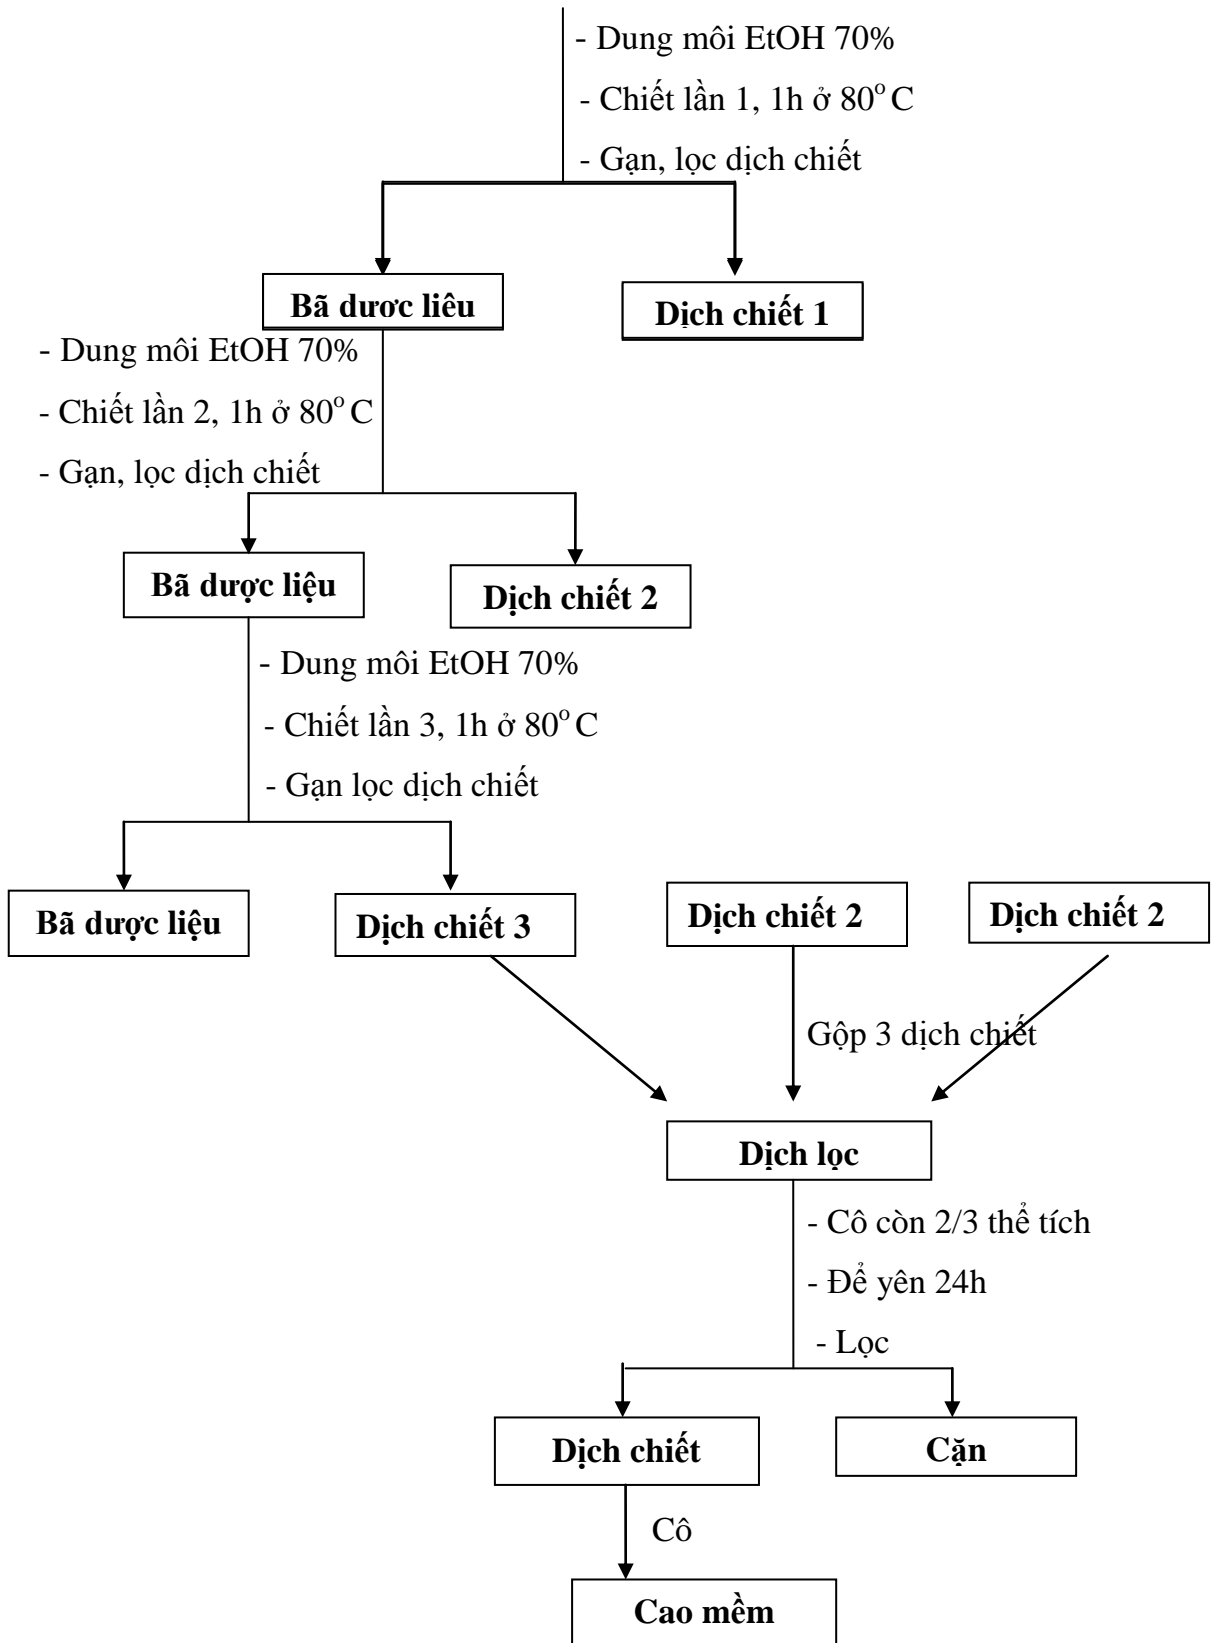 - Dung môi EtOH 70%
- Chiết lần 1, 1h ở 80° C
- Gạn, lọc dịch chiết
Bã dươc liêu
Dịch chiết 1
- Dung môi EtOH 70%
- Chiết lần 2, 1h ở 80° C
- Gạn, lọc dịch chiết
Bã dược liệu
Dịch chiết 2
- Dung môi EtOH 70%
- Chiết lần 3, 1h ở 80° C
- Gạn lọc dịch chiết
Bã dược liệu
Dịch chiết 3
Dịch chiết 2
Dịch chiết 2
Gộp 3 dịch chiết
Dịch lọc
- Cô còn 2/3 thể tích
- Để yên 24h
- Lọc
Dịch chiết
Cặn
Cô
Cao mềm